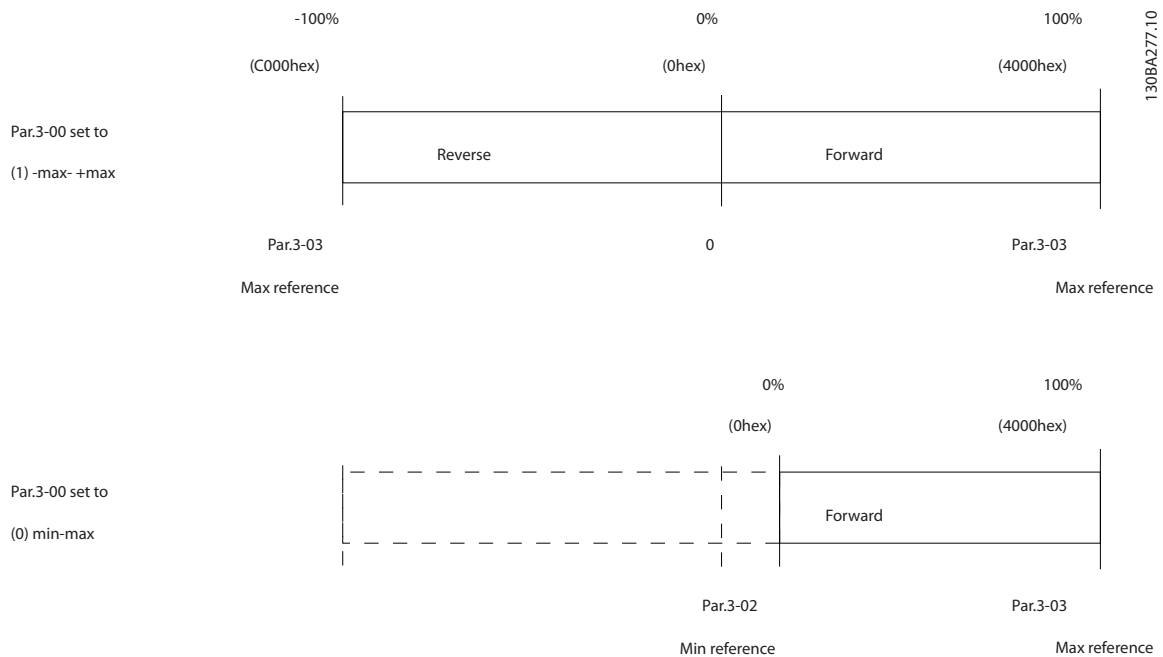 -100% 0% 100%
(C000hex) (0hex) (4000hex)
130BA277.10
Par.3-00 set to
(1) -max- +max
Reverse Forward
Par.3-03 0 Par.3-03
Max reference Max reference
0% 100%
(0hex) (4000hex)
Par.3-00 set to
(0) min-max
Forward
Par.3-02 Par.3-03
Min reference Max reference